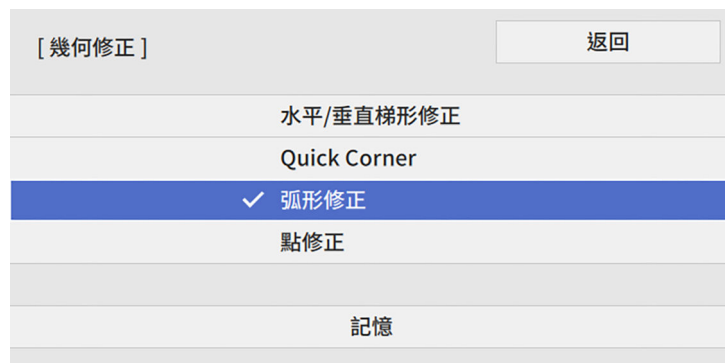 [ 幾何修正 ]
返回
水平/垂直梯形修正
Quick Corner
弧形修正
點修正
記憶